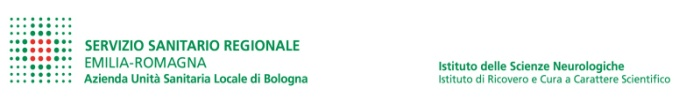 SERVIZIO SANITARIO REGIONALE
EMILIA-ROMAGNA
Azienda Unità Sanitaria Locale di Bologna
Istituto delle Scienze Neurologiche
Istituto di Ricovero e Cura a Carattere Scientifico